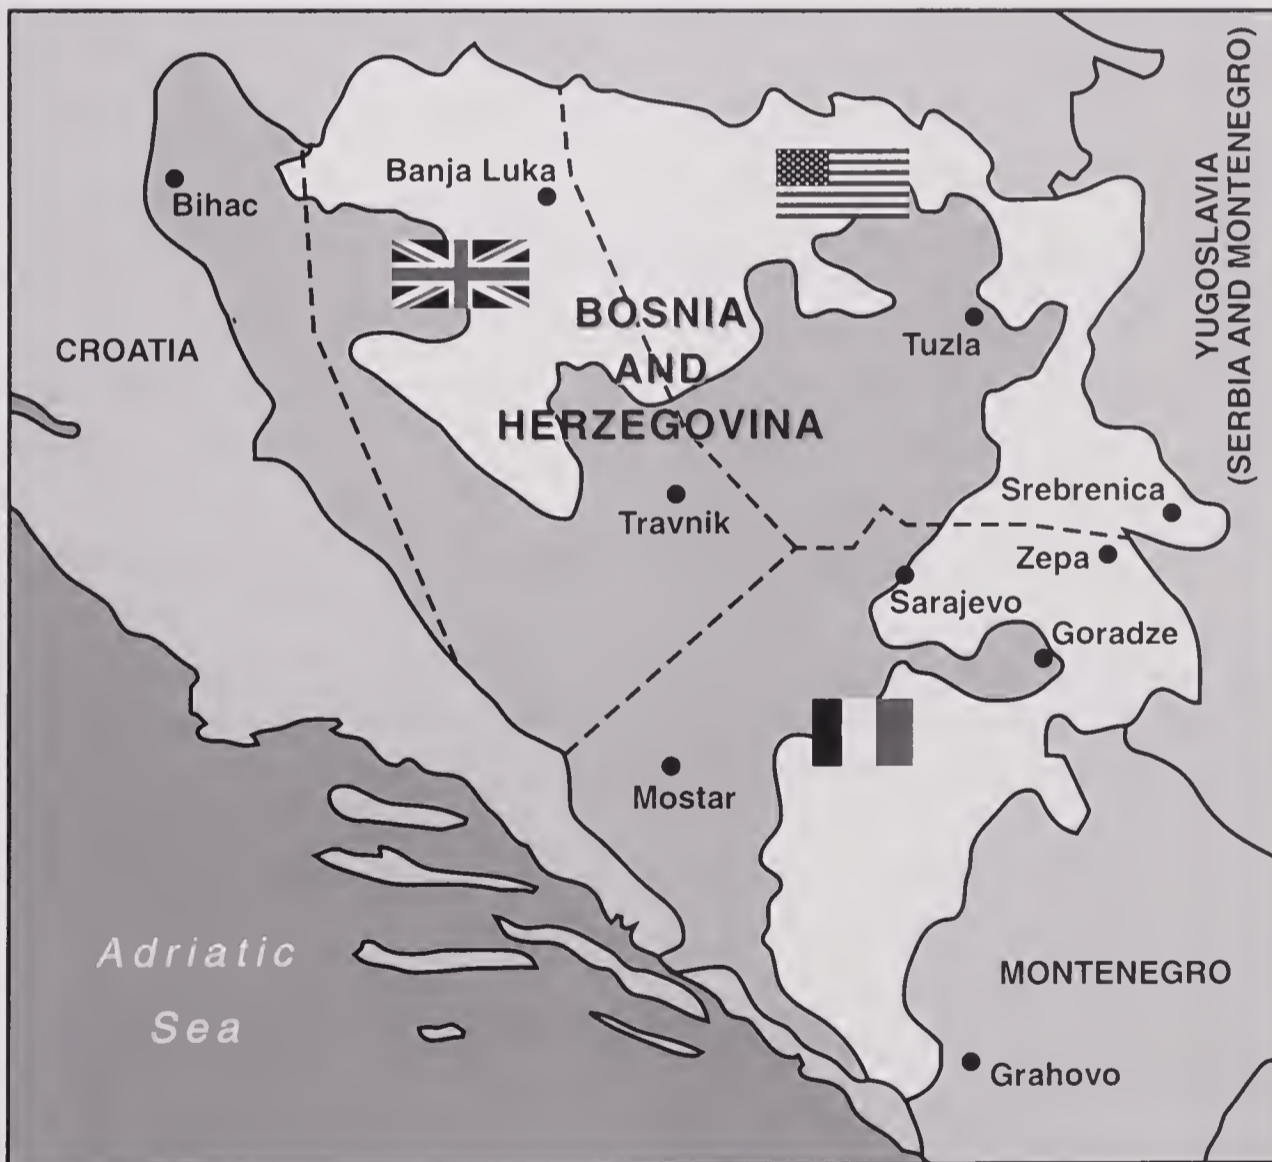 Banja Luka
Bihac
YUGOSLAVIA
(SERBIA AND MONTENEGRO)
BOSNIA
AND
HERZEGOVINA
CROATIA
Tuzla
Srebrenica
Travnik
Zepa
Sarajevo
Goradze
Mostar
Adriatic
Sea
MONTENEGRO
Grahovo